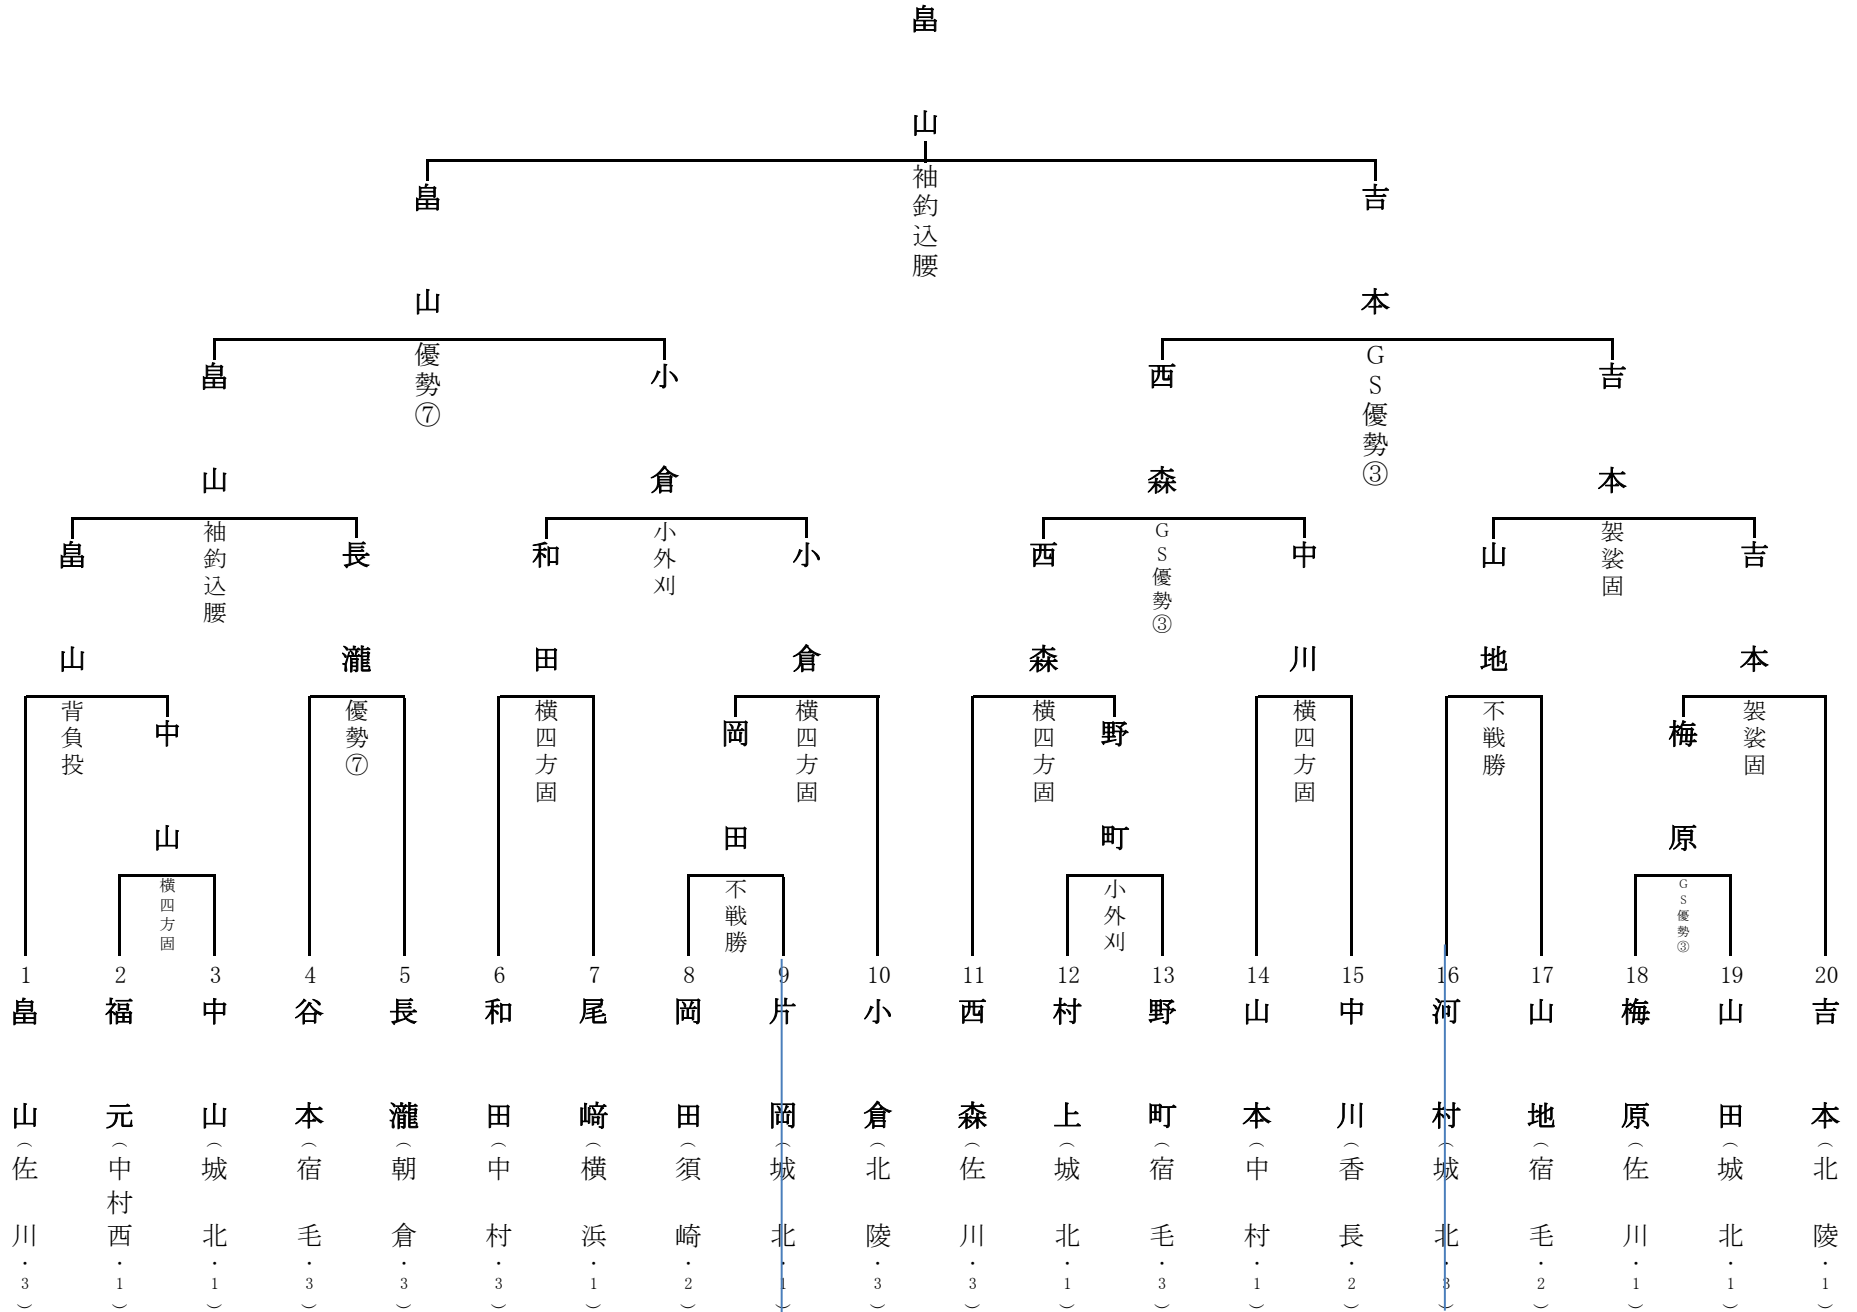 畠山
袖釣込腰
畠山
吉本
優勢⑦
GS優勢③
畠山
小倉
西森
吉本
袖釣込腰
小外刈
GS優勢③
袈裟固
畠山
長瀧
和田
小倉
西森
中川
山地
吉本
背負投
優勢⑦
横四方固
横四方固
横四方固
横四方固
不戦勝
袈裟固
中山
岡田
野町
梅原
横四方固
不戦勝
小外刈
GS優勢③
1 畠山(佐川・3)
2 福元(中村西・1)
3 中山(城北・1)
4 谷本(宿毛・3)
5 長瀧(朝倉・3)
6 和田(中村・3)
7 尾﨑(横浜・1)
8 岡田(須崎・2)
9 片岡(城北・1)
10 小倉(北陵・3)
11 西森(佐川・3)
12 村上(城北・1)
13 野町(宿毛・3)
14 山本(中村・1)
15 中川(香長・2)
16 河村(城北・3)
17 山地(宿毛・2)
18 梅原(佐川・1)
19 山田(城北・1)
20 吉本(北陵・1)